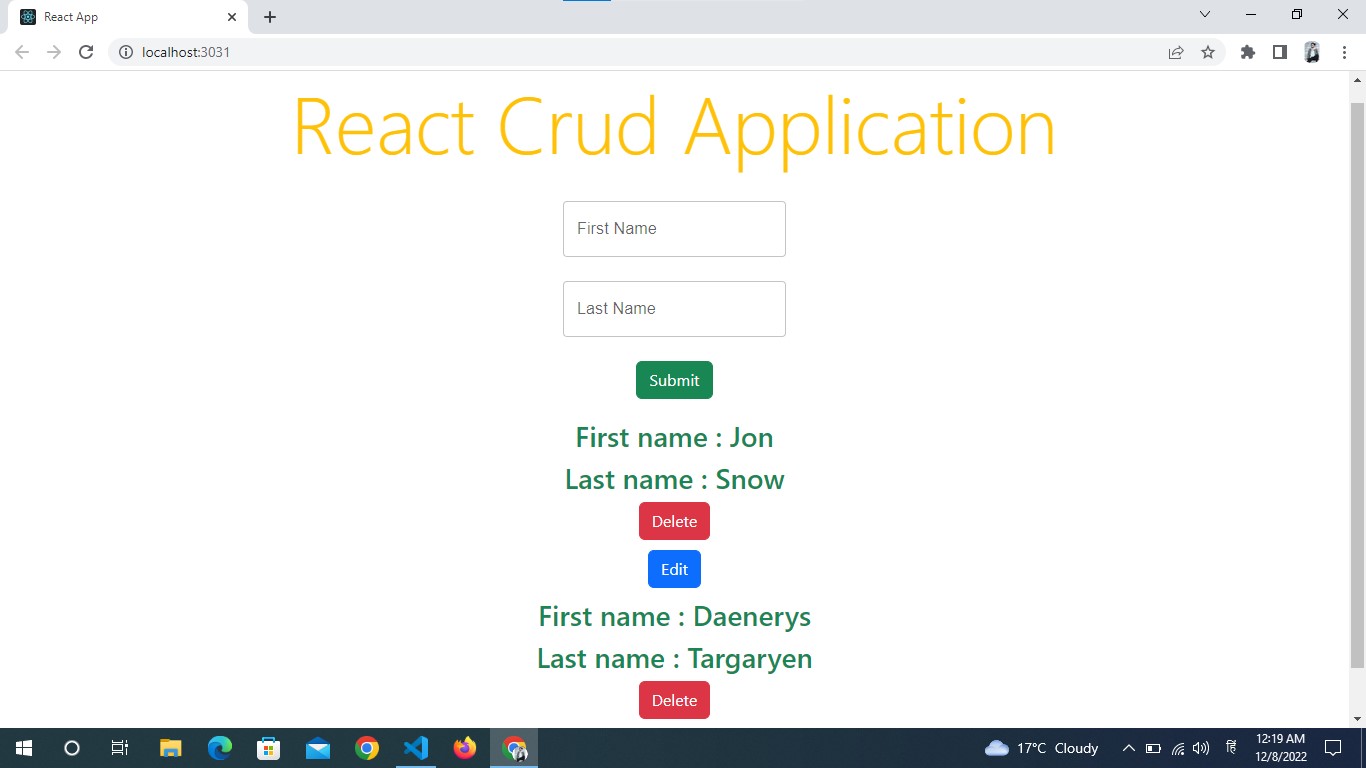 React App
localhost:3031
React Crud Application
First Name
Last Name
Submit
First name : Jon
Last name : Snow
Delete
Edit
First name : Daenerys
Last name : Targaryen
Delete
17°C Cloudy
हिं
12:19 AM
12/8/2022